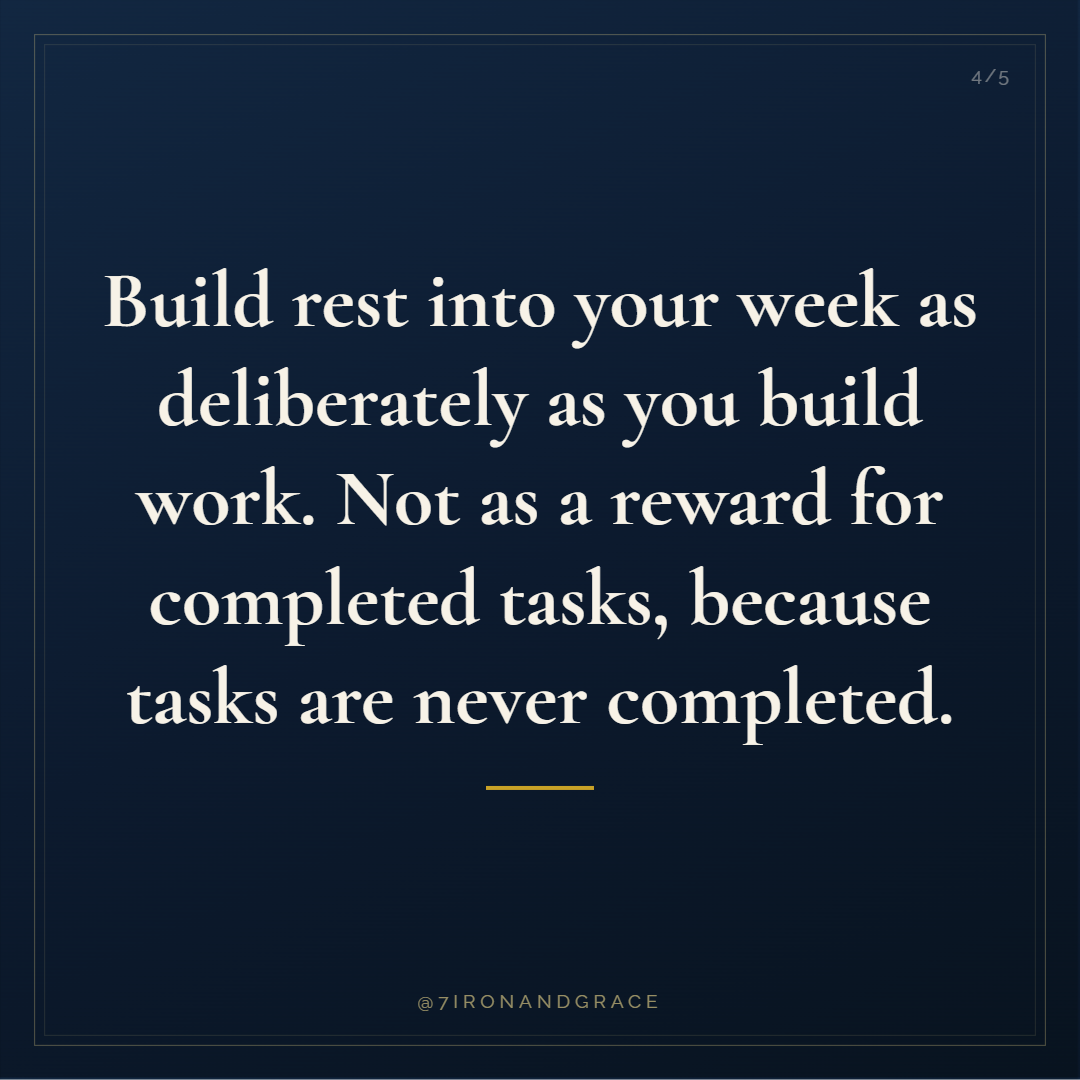 4/5
Build rest into your week as
deliberately as you build
work. Not as a reward for
completed tasks, because
tasks are never completed.
@7IRONANDGRACE